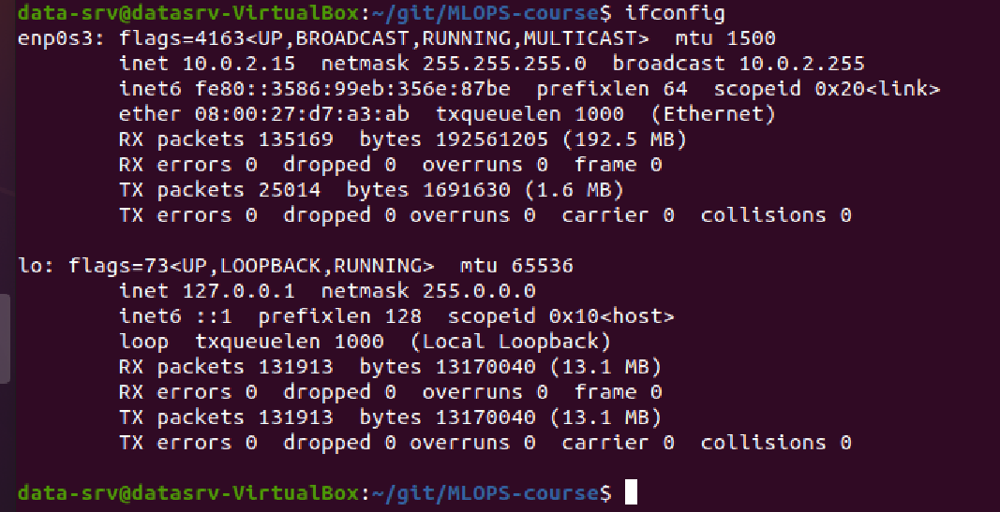 data-srv@datasrv-VirtualBox:~/git/MLOPS-course$ ifconfig
enp0s3: flags=4163<UP,BROADCAST,RUNNING,MULTICAST>  mtu 1500
        inet 10.0.2.15  netmask 255.255.255.0  broadcast 10.0.2.255
        inet6 fe80::3586:99eb:356e:87be  prefixlen 64  scopeid 0x20<link>
        ether 08:00:27:d7:a3:ab  txqueuelen 1000  (Ethernet)
        RX packets 135169  bytes 192561205 (192.5 MB)
        RX errors 0  dropped 0  overruns 0  frame 0
        TX packets 25014  bytes 1691630 (1.6 MB)
        TX errors 0  dropped 0 overruns 0  carrier 0  collisions 0

lo: flags=73<UP,LOOPBACK,RUNNING>  mtu 65536
        inet 127.0.0.1  netmask 255.0.0.0
        inet6 ::1  prefixlen 128  scopeid 0x10<host>
        loop  txqueuelen 1000  (Local Loopback)
        RX packets 131913  bytes 13170040 (13.1 MB)
        RX errors 0  dropped 0  overruns 0  frame 0
        TX packets 131913  bytes 13170040 (13.1 MB)
        TX errors 0  dropped 0 overruns 0  carrier 0  collisions 0

data-srv@datasrv-VirtualBox:~/git/MLOPS-course$